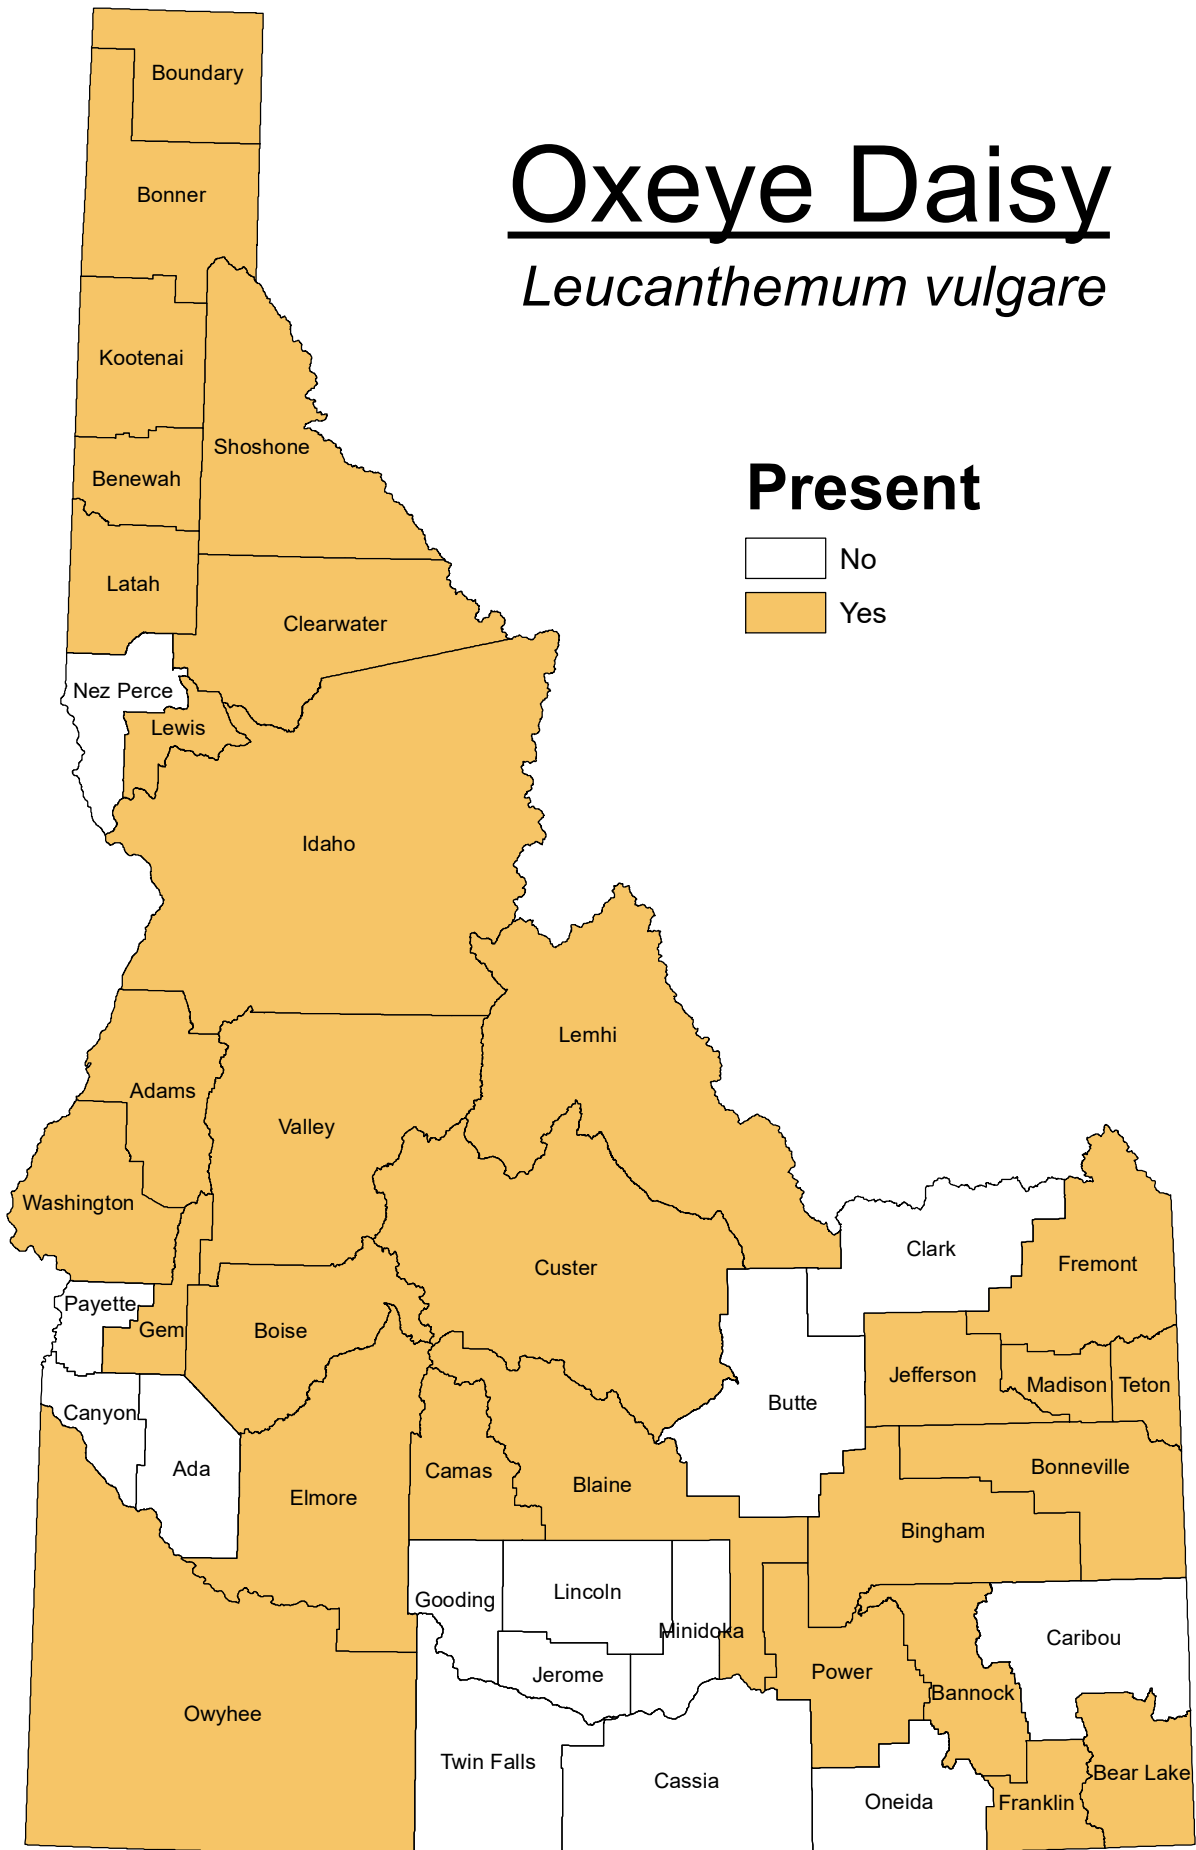 Boundary
Oxeye Daisy
Bonner
Leucanthemum vulgare
Kootenai
Shoshone
Benewah
Present
No
Latah
Yes
Clearwater
Nez Perce
Lewis
Idaho
Lemhi
Adams
Valley
Washington
Clark
Fremont
Custer
Payette
Gem
Boise
Jefferson
Madison
Teton
Butte
Canyon
Ada
Camas
Bonneville
Blaine
Elmore
Bingham
Lincoln
Gooding
Minidoka
Caribou
Jerome
Power
Bannock
Owyhee
Twin Falls
Bear Lake
Cassia
Oneida
Franklin